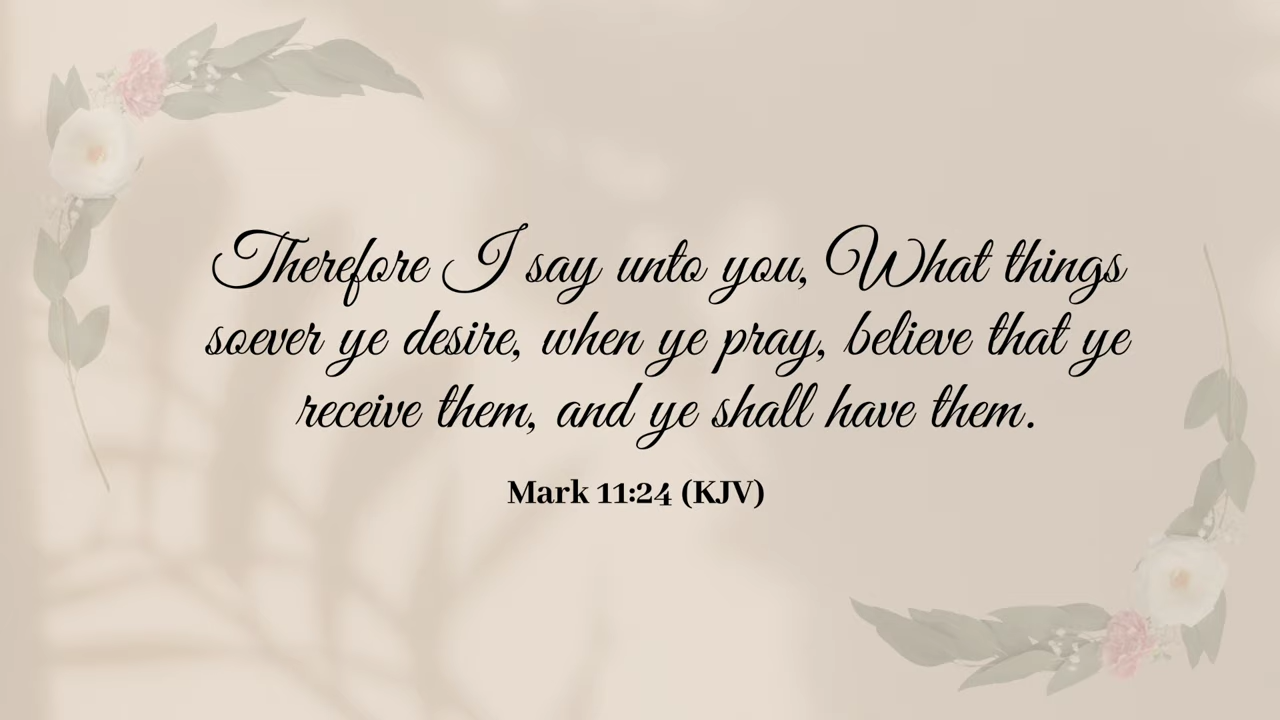 Therefore I say unto you, What things
soever ye desire, when ye pray, believe that ye
receive them, and ye shall have them.
Mark 11:24 (KJV)